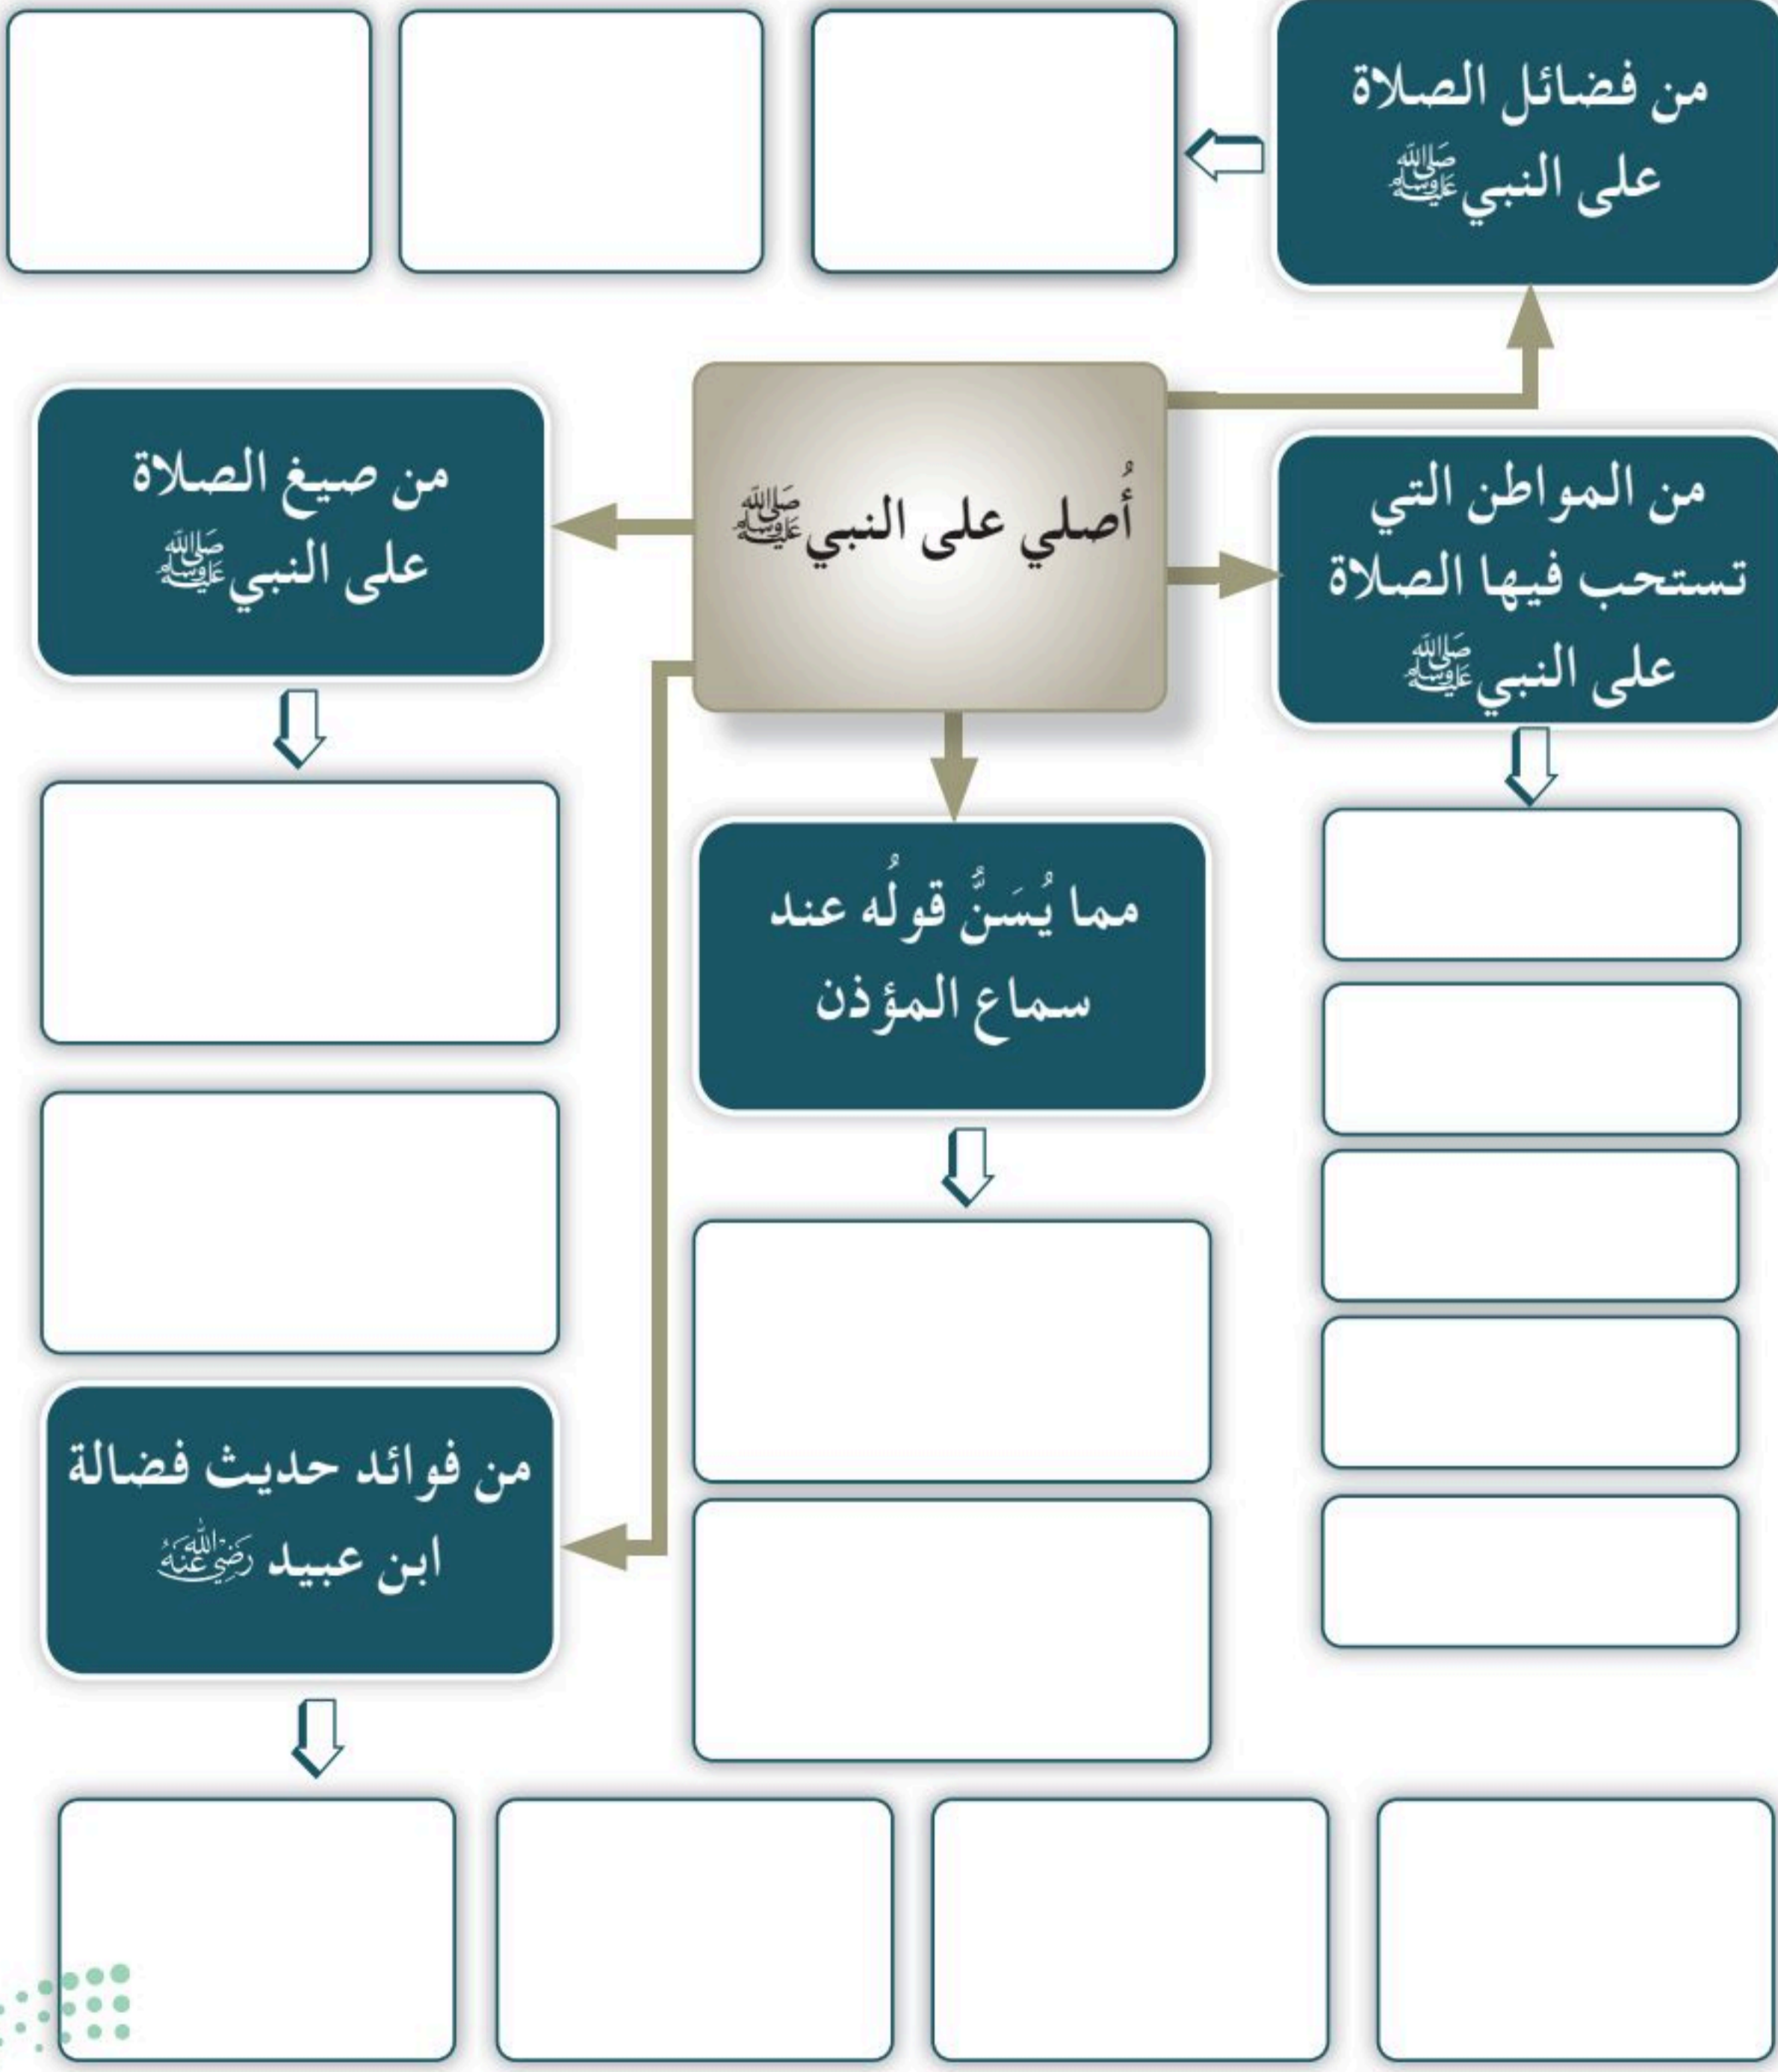 من فضائل الصلاة
على النبي ﷺ
أُصلي على النبي ﷺ
من المواطن التي
تستحب فيها الصلاة
على النبي ﷺ
من صيغ الصلاة
على النبي ﷺ
مما يُسَنُّ قولُه عند
سماع المؤذن
من فوائد حديث فضالة
ابن عبيد رَضِيَ اللَّهُ عَنْهُ